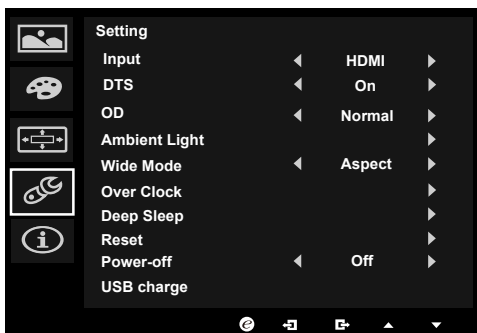 Setting
Input HDMI
DTS On
OD Normal
Ambient Light
Wide Mode Aspect
Over Clock
Deep Sleep
Reset
Power-off Off
USB charge